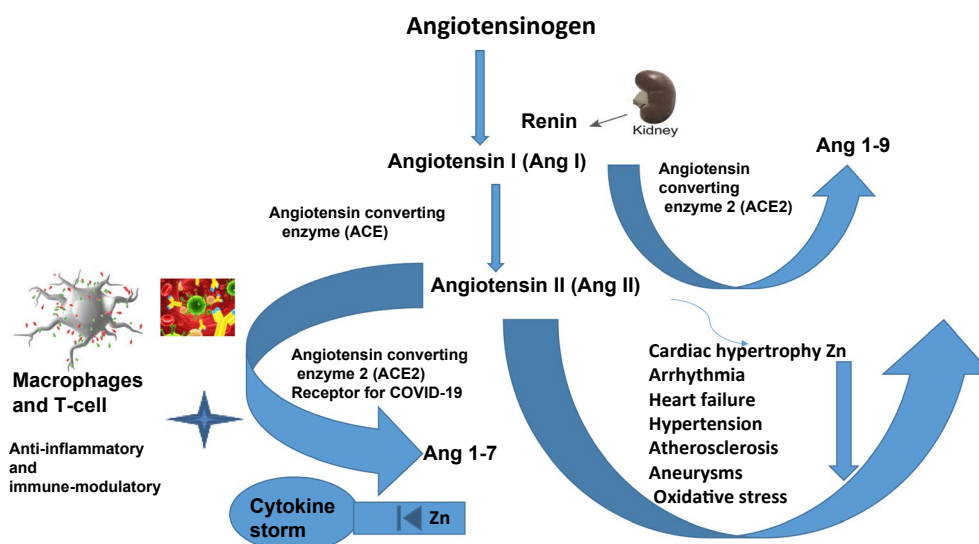 Angiotensinogen
Renin
Kidney
Angiotensin I (Ang I)
Ang 1-9
Angiotensin
converting
enzyme 2 (ACE2)
Angiotensin converting
enzyme (ACE)
Angiotensin II (Ang II)
Macrophages
and T-cell
Anti-inflammatory
and
immune-modulatory
Angiotensin converting
enzyme 2 (ACE2)
Receptor for COVID-19
Ang 1-7
Cytokine
storm
Zn
Cardiac hypertrophy Zn
Arrhythmia
Heart failure
Hypertension
Atherosclerosis
Aneurysms
Oxidative stress